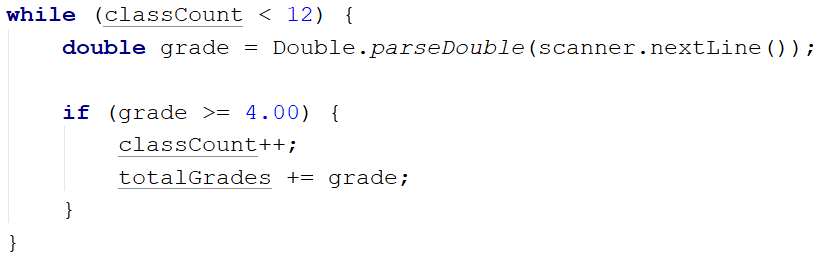 while (classCount < 12) {
    double grade = Double.parseDouble(scanner.nextLine());

    if (grade >= 4.00) {
        classCount++;
        totalGrades += grade;
    }
}